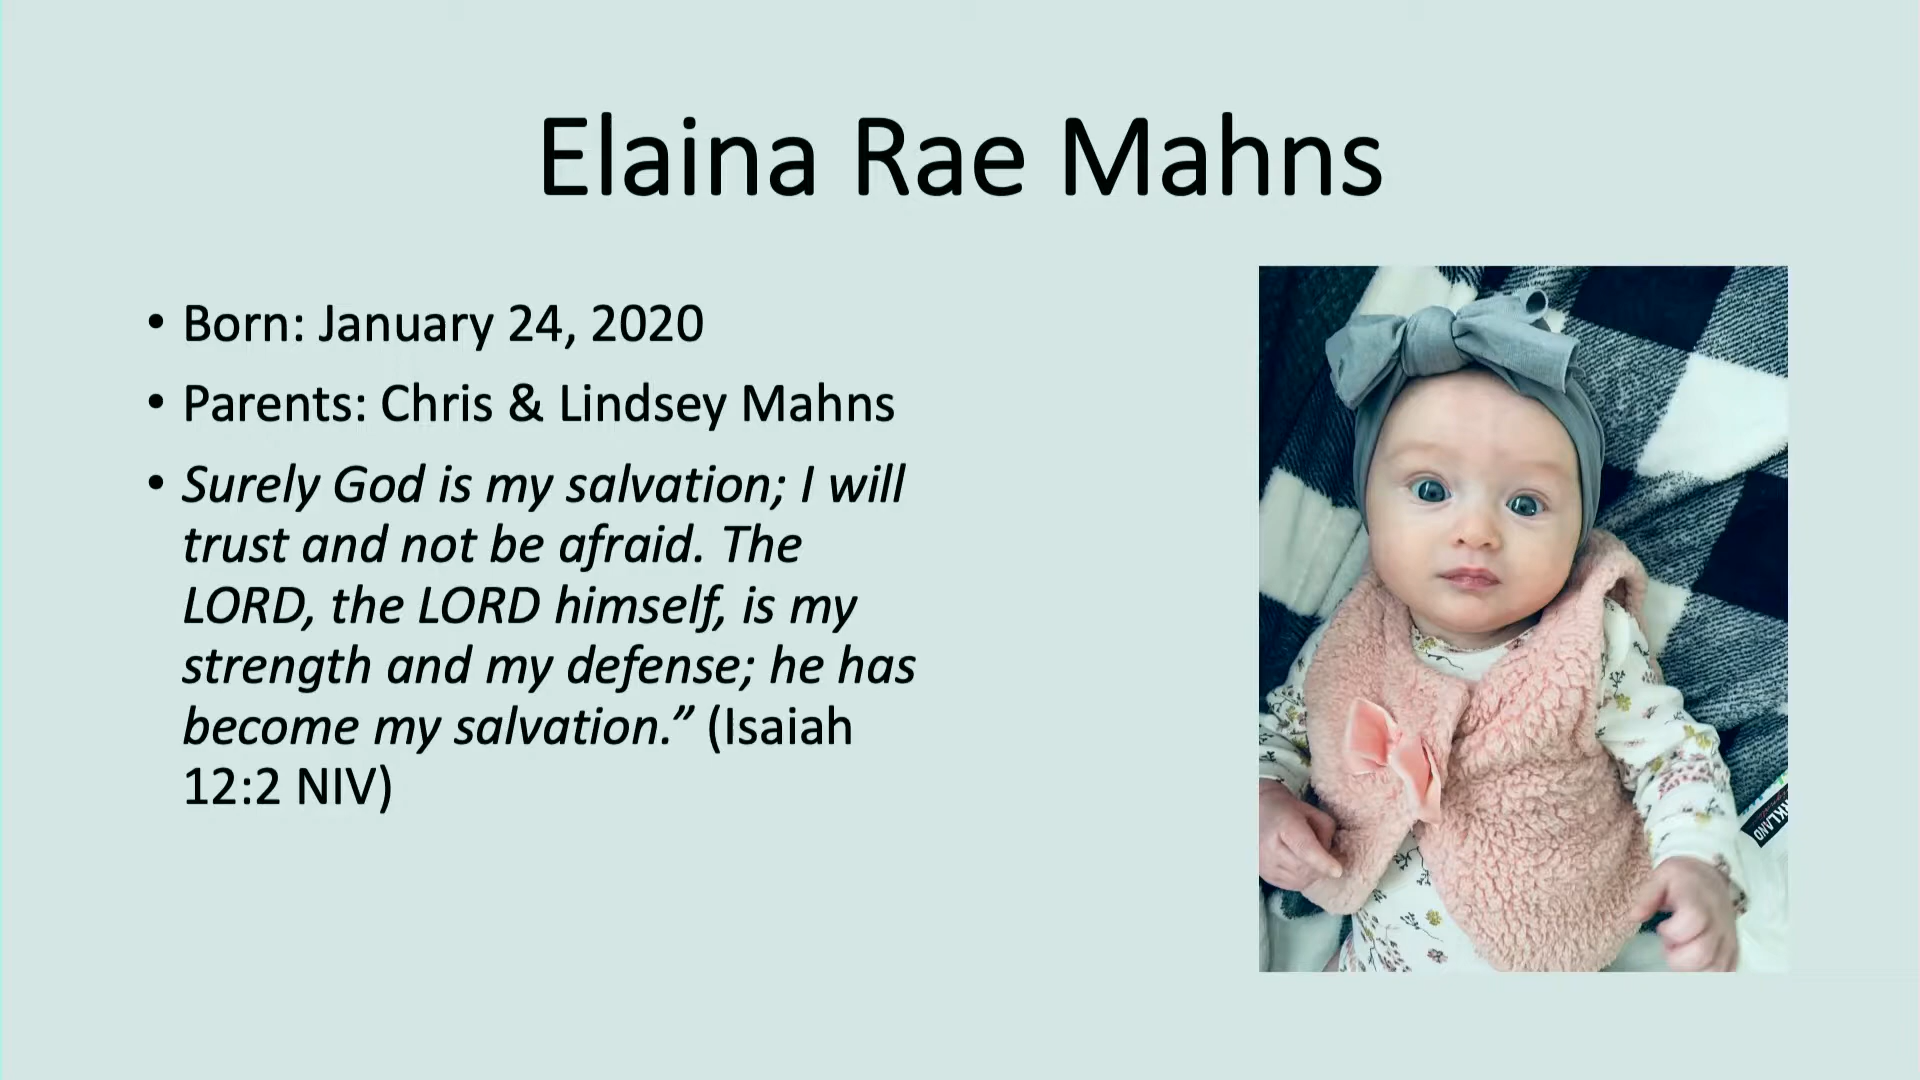 Elaina Rae Mahns
• Born: January 24, 2020
• Parents: Chris & Lindsey Mahns
• Surely God is my salvation; I will
trust and not be afraid. The
LORD, the LORD himself, is my
strength and my defense; he has
become my salvation.” (Isaiah
12:2 NIV)